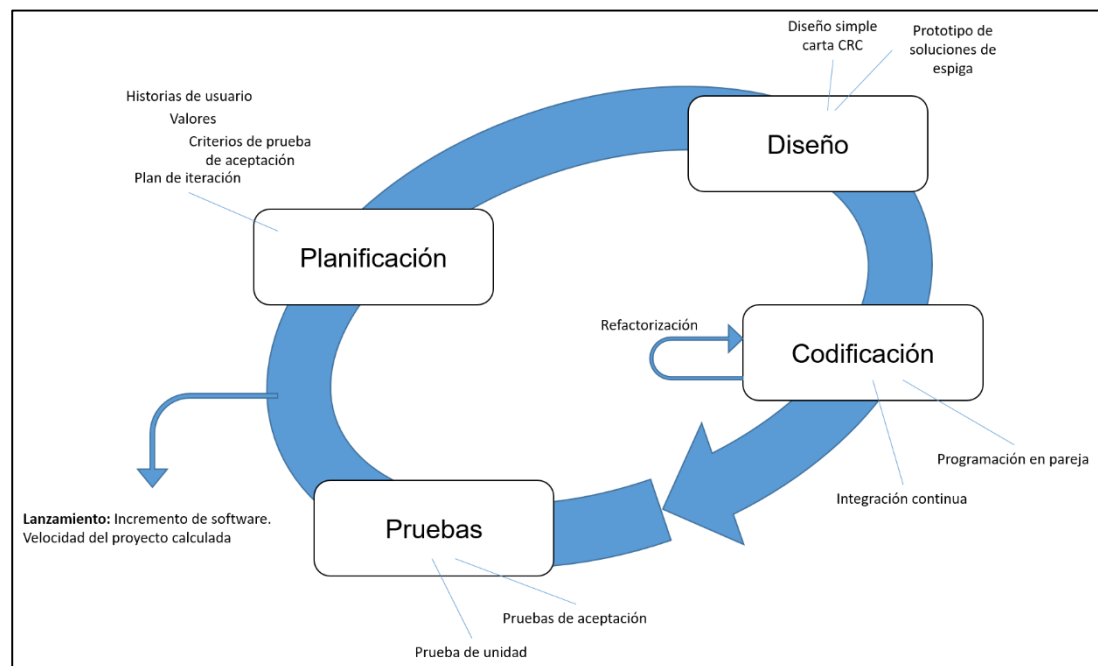 Diseño simple
carta CRC
Prototipo de
soluciones de
espiga
Historias de usuario
Valores
Criterios de prueba
de aceptación
Plan de iteración
Diseño
Planificación
Refactorización
Codificación
Programación en pareja
Integración continua
Lanzamiento: Incremento de software.
Velocidad del proyecto calculada
Pruebas
Pruebas de aceptación
Prueba de unidad